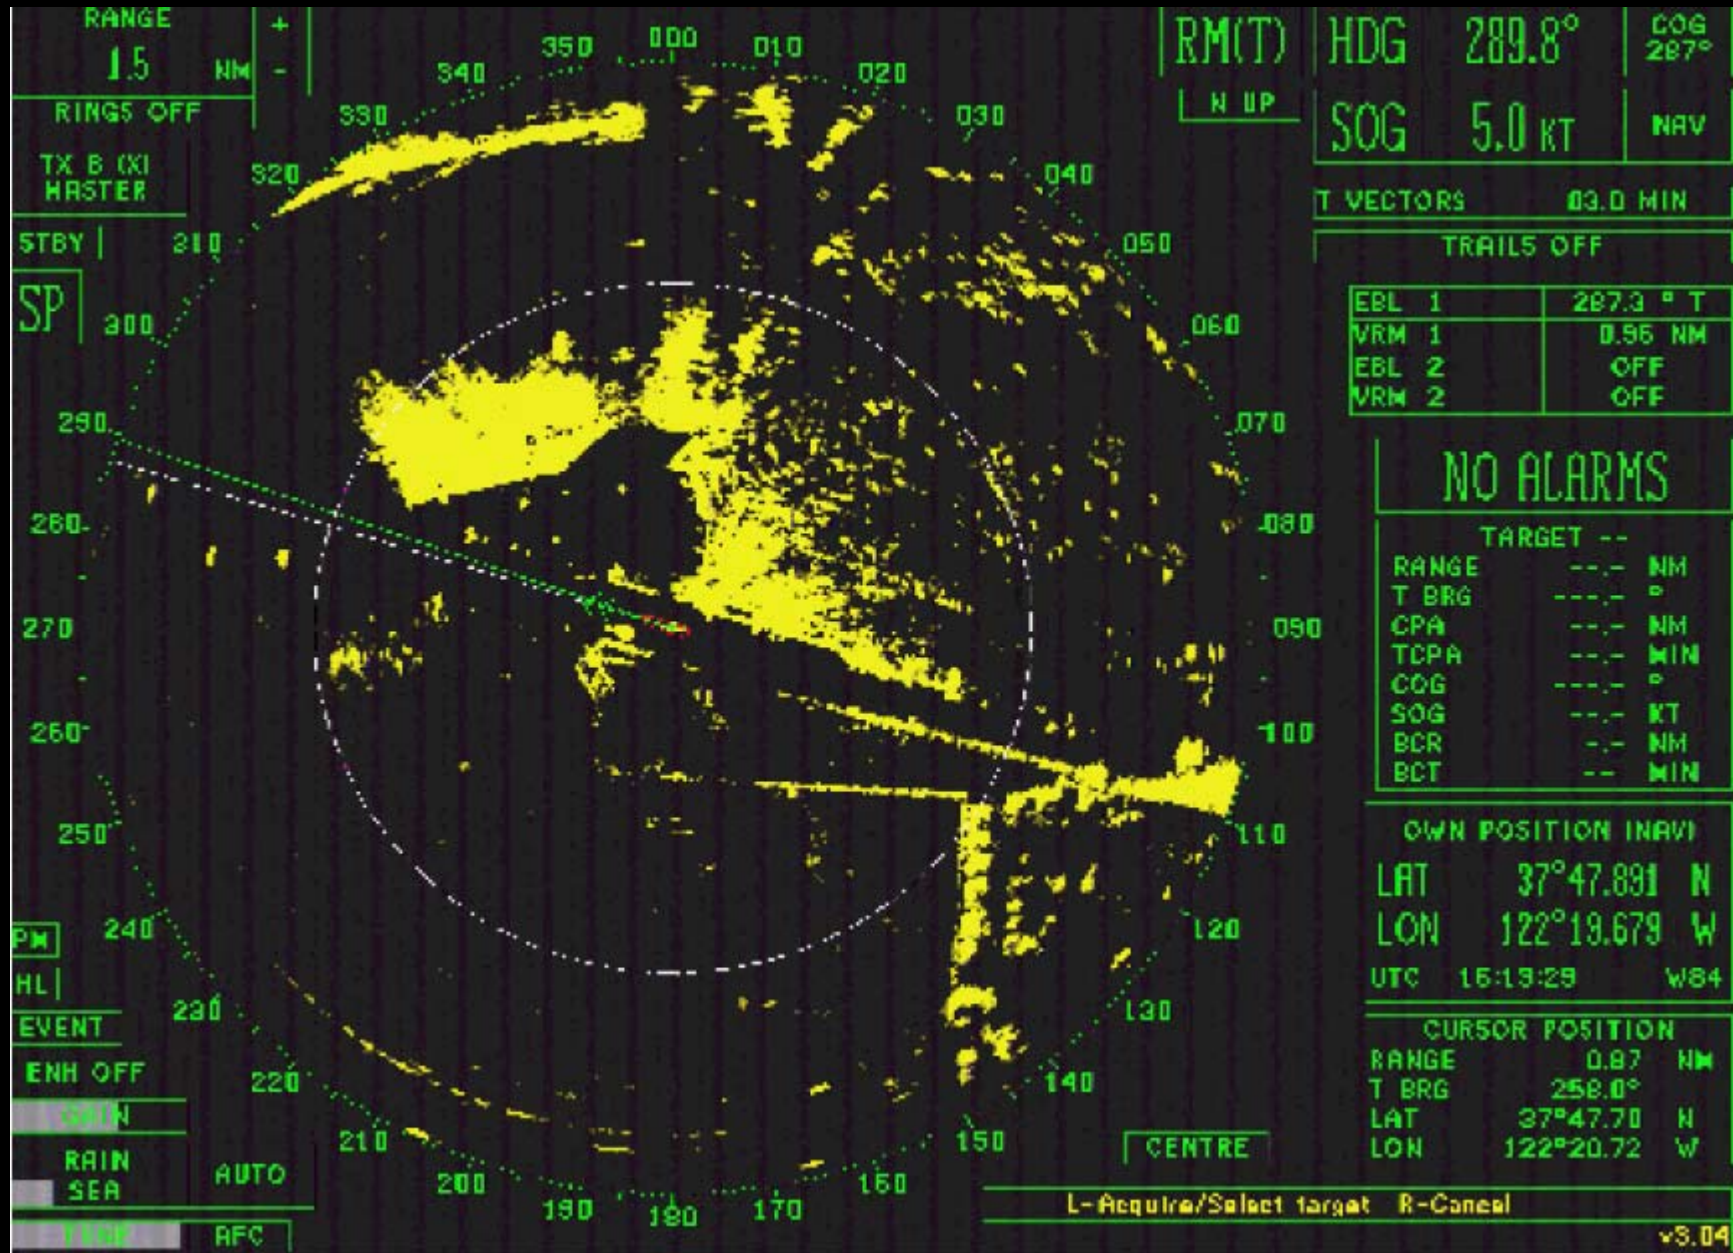 RANGE
1.5 NM
+
-
RINGS OFF
TX B (X)
MASTER
STBY
SP
PM
HL
EVENT
ENH OFF
GAIN
RAIN
SEA
AUTO
TUNE
AFC
000
010
020
030
040
050
060
070
080
090
100
110
120
130
140
150
160
170
180
190
200
210
220
230
240
250
260
270
280
290
300
310
320
330
340
350
RM(T)
N UP
CENTRE
HDG 289.8°
COG
287°
SOG 5.0 KT
NAV
T VECTORS 03.0 MIN
TRAILS OFF
EBL 1 287.3 ° T
VRM 1 0.96 NM
EBL 2 OFF
VRM 2 OFF
NO ALARMS
TARGET --
RANGE --.- NM
T BRG ---.- °
CPA --.- NM
TCPA --.- MIN
COG ---.- °
SOG --.- KT
BCR -.- NM
BCT -- MIN
OWN POSITION (NAV)
LAT 37°47.891 N
LON 122°19.679 W
UTC 16:19:29 W84
CURSOR POSITION
RANGE 0.87 NM
T BRG 258.0°
LAT 37°47.70 N
LON 122°20.72 W
L-Acquire/Select target R-Cancel
v3.04